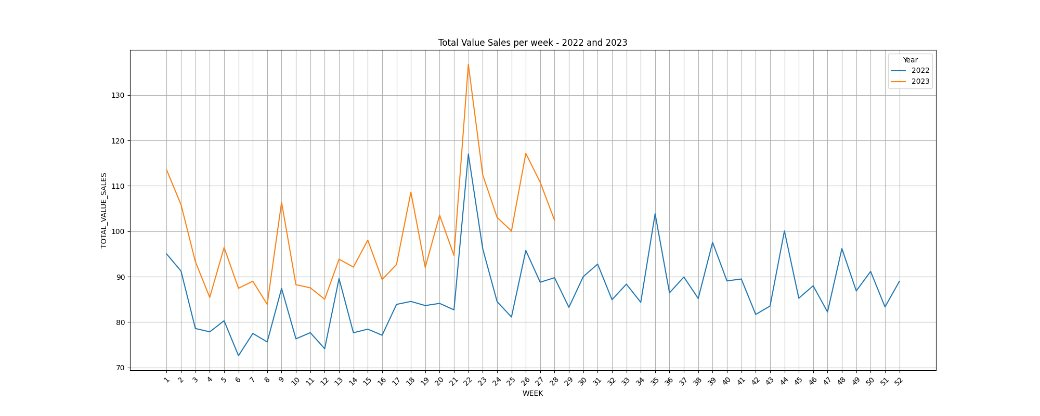 Total Value Sales per week - 2022 and 2023
Year
2022
2023
130
120
110
100
90
80
70
TOTAL_VALUE_SALES
1 2 3 4 5 6 7 8 9 10 11 12 13 14 15 16 17 18 19 20 21 22 23 24 25 26 27 28 29 30 31 32 33 34 35 36 37 38 39 40 41 42 43 44 45 46 47 48 49 50 51 52
WEEK